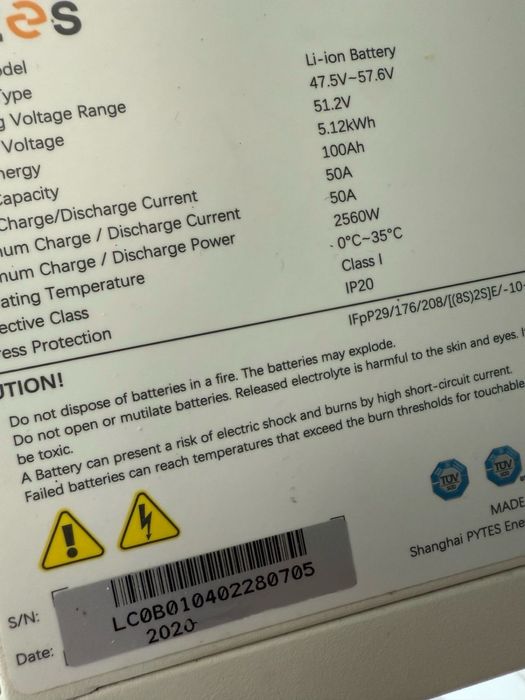 es
odel
Type Li-ion Battery
g Voltage Range 47.5V~57.6V
Voltage 51.2V
nergy 5.12kWh
apacity 100Ah
Charge/Discharge Current 50A
num Charge / Discharge Current 50A
num Charge / Discharge Power 2560W
ating Temperature 0°C~35°C
ective Class Class I
ress Protection IP20
IFpP29/176/208/[(8S)2S]E/-10
UTION!
Do not dispose of batteries in a fire. The batteries may explode.
Do not open or mutilate batteries. Released electrolyte is harmful to the skin and eyes. I
be toxic.
A Battery can present a risk of electric shock and burns by high short-circuit current.
Failed batteries can reach temperatures that exceed the burn thresholds for touchable
TÜV TÜV
MADE
Shanghai PYTES Ene
S/N: LC0B010402280705
Date: 2020